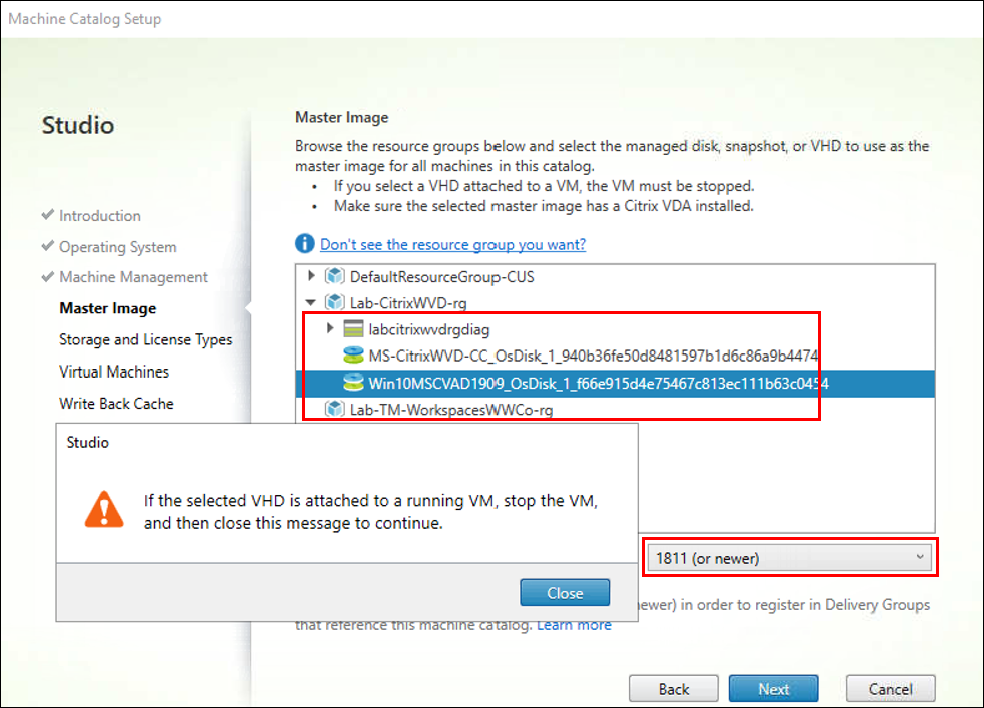 Machine Catalog Setup
Studio
Introduction
Operating System
Machine Management
Master Image
Storage and License Types
Virtual Machines
Write Back Cache
Master Image
Browse the resource groups below and select the managed disk, snapshot, or VHD to use as the
master image for all machines in this catalog.
• If you select a VHD attached to a VM, the VM must be stopped.
• Make sure the selected master image has a Citrix VDA installed.
Don't see the resource group you want?
DefaultResourceGroup-CUS
Lab-CitrixWVD-rg
labcitrixwvdrgdiag
MS-CitrixWVD-CC_OsDisk_1_940b36fe50d8481597b1d6c86a9b4474
Win10MSCVAD1909_OsDisk_1_f66e915d4e75467c813ec111b63c0454
Lab-TM-WorkspacesWWCo-rg
Studio
If the selected VHD is attached to a running VM, stop the VM,
and then close this message to continue.
Close
1811 (or newer)
newer) in order to register in Delivery Groups
that reference this machine catalog. Learn more
Back
Next
Cancel